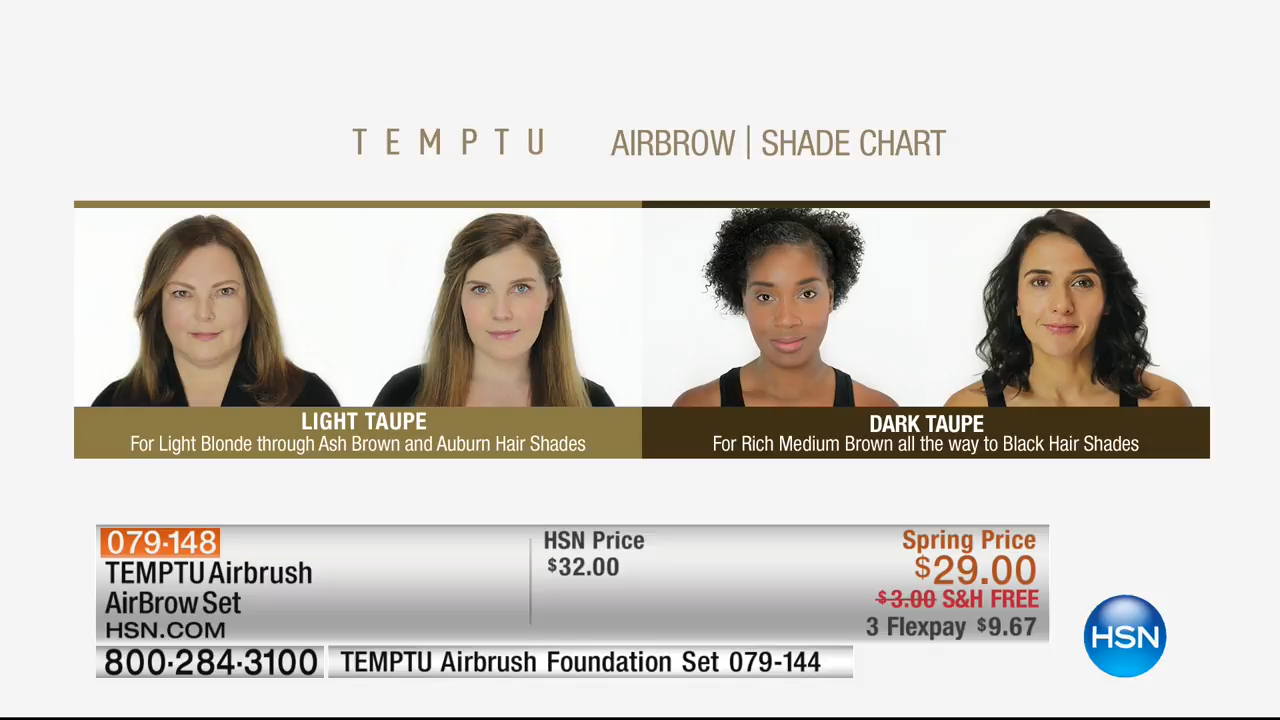 TEMPTU AIRBROW | SHADE CHART
LIGHT TAUPE
For Light Blonde through Ash Brown and Auburn Hair Shades
DARK TAUPE
For Rich Medium Brown all the way to Black Hair Shades
079-148
TEMPTU Airbrush
AirBrow Set
HSN.COM
HSN Price
$32.00
Spring Price
$29.00
$3.00 S&H FREE
3 Flexpay $9.67
HSN
800·284·3100
TEMPTU Airbrush Foundation Set 079-144